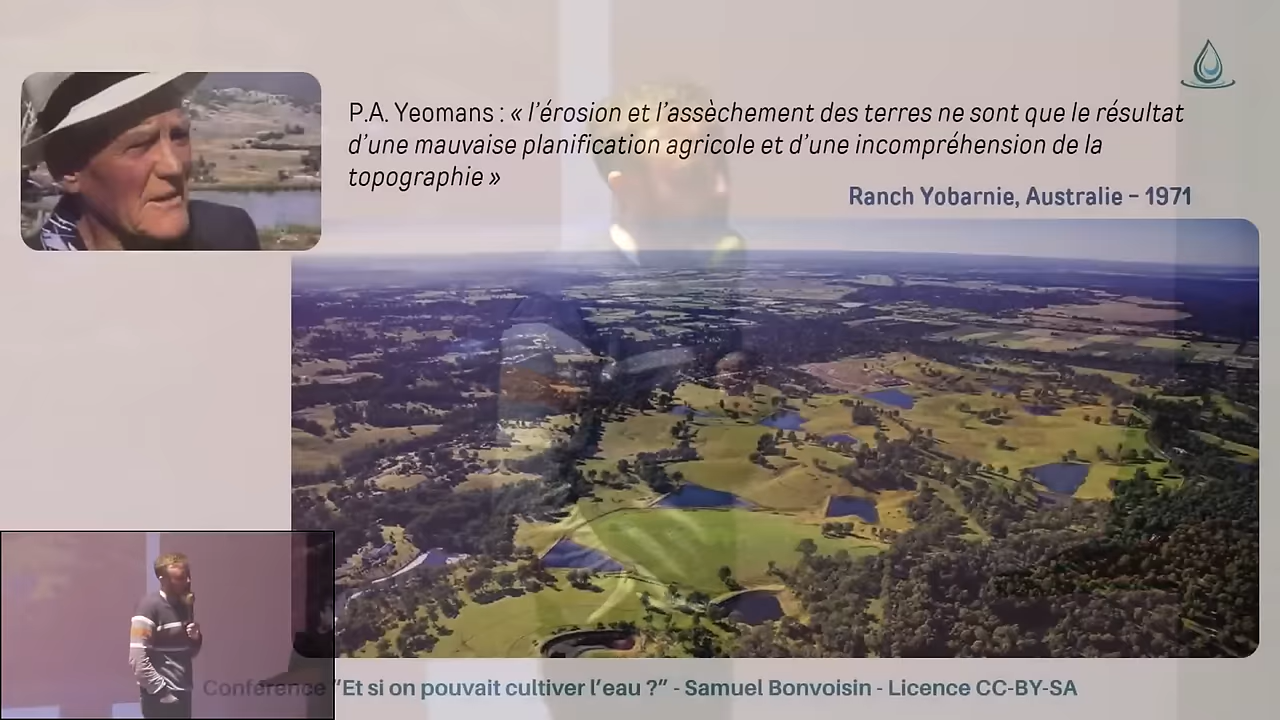 P.A. Yeomans : « l’érosion et l’assèchement des terres ne sont que le résultat
d’une mauvaise planification agricole et d’une incompréhension de la
topographie »
Ranch Yobarnie, Australie – 1971
Conférence "Et si on pouvait cultiver l’eau ?" - Samuel Bonvoisin - Licence CC-BY-SA